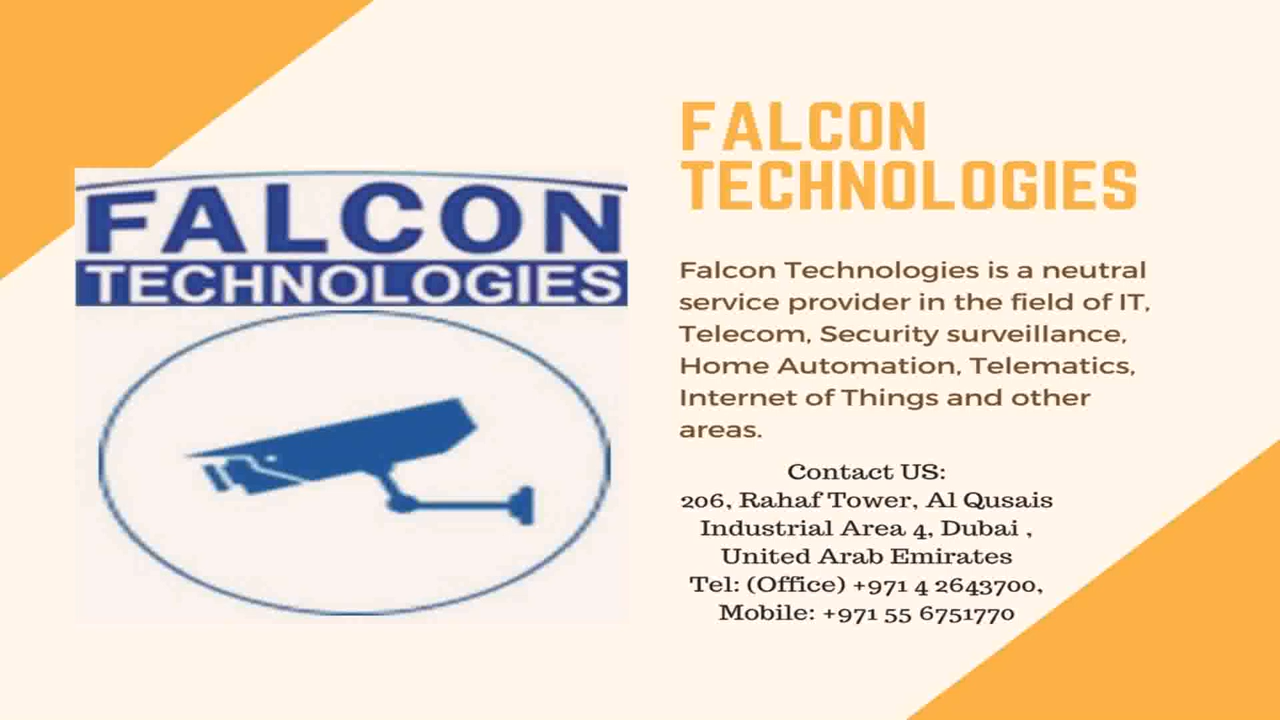 FALCON
TECHNOLOGIES
FALCON
TECHNOLOGIES
Falcon Technologies is a neutral
service provider in the field of IT,
Telecom, Security surveillance,
Home Automation, Telematics,
Internet of Things and other
areas.
Contact US:
206, Rahaf Tower, Al Qusais
Industrial Area 4, Dubai ,
United Arab Emirates
Tel: (Office) +971 4 2643700,
Mobile: +971 55 6751770